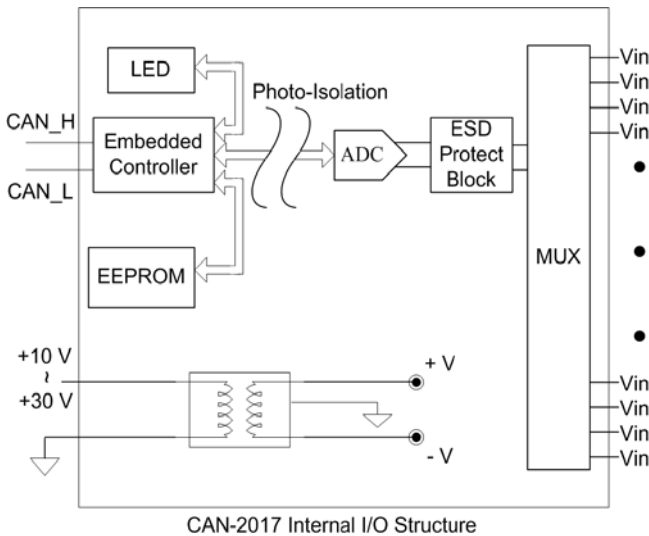 LED
Photo-Isolation
CAN_H
Embedded
Controller
CAN_L
ADC
ESD
Protect
Block
EEPROM
MUX
Vin
Vin
Vin
Vin
+10 V
~
+30 V
+ V
- V
Vin
Vin
Vin
Vin
CAN-2017 Internal I/O Structure